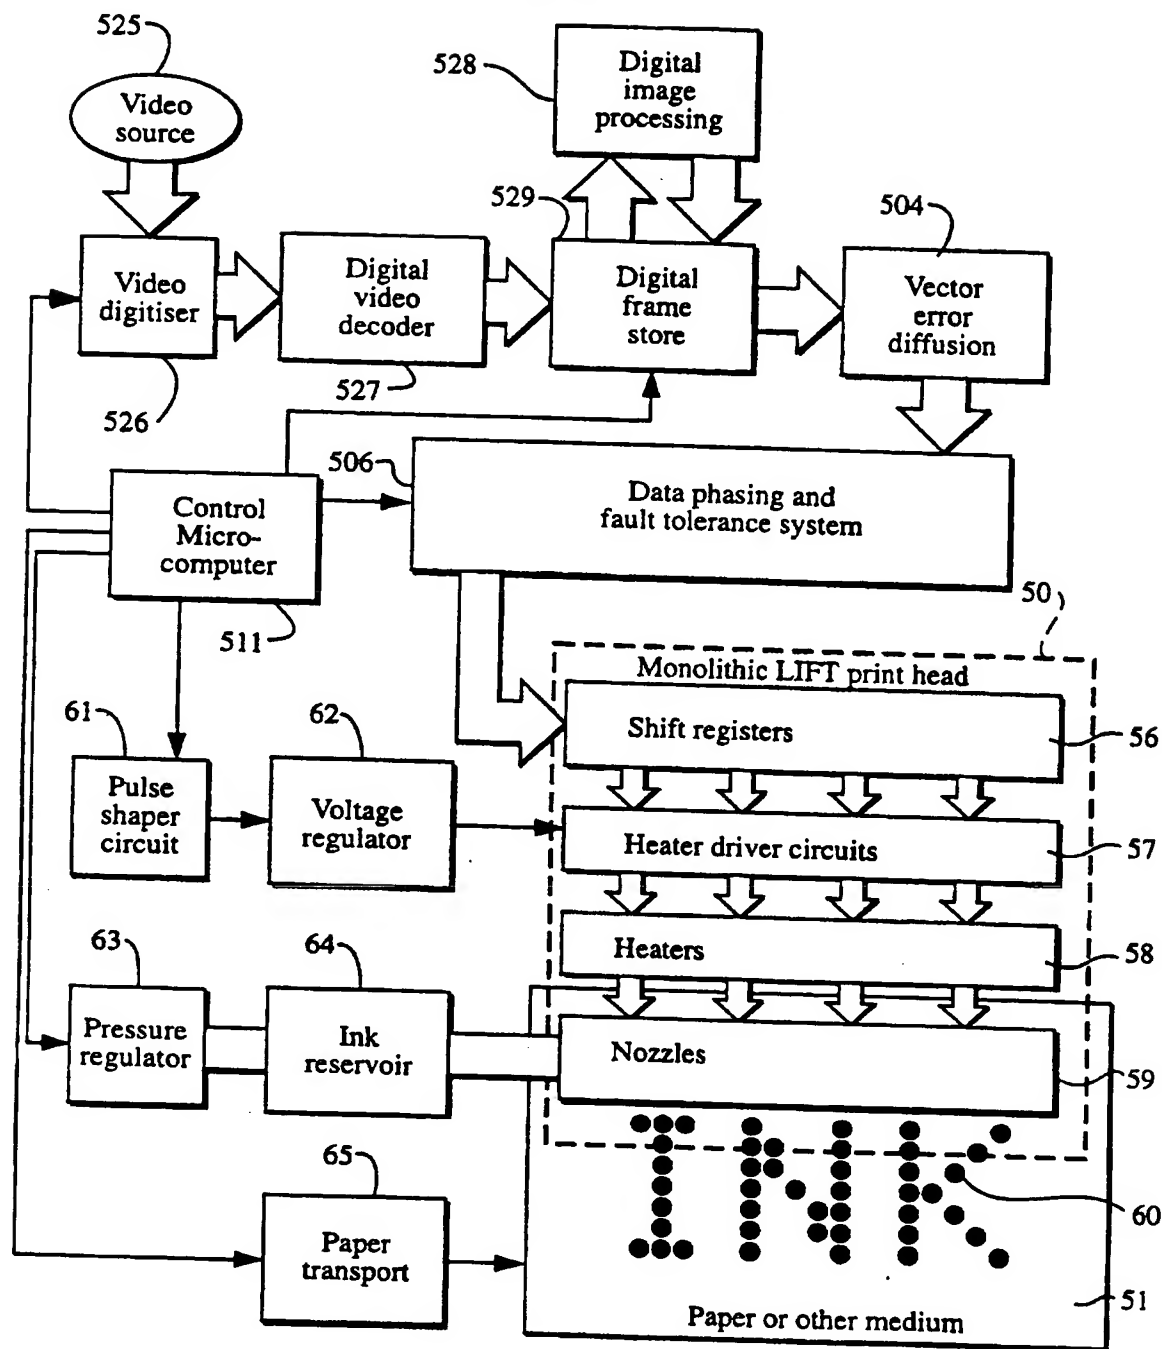 525
Video
source
528
Digital
image
processing
529
504
Video
digitiser
Digital
video
decoder
Digital
frame
store
Vector
error
diffusion
526
527
506
Control
Micro-
computer
Data phasing and
fault tolerance system
511
50
Monolithic LIFT print head
61
62
Shift registers
56
Pulse
shaper
circuit
Voltage
regulator
Heater driver circuits
57
63
64
Heaters
58
Pressure
regulator
Ink
reservoir
Nozzles
59
INK
65
60
Paper
transport
51
Paper or other medium